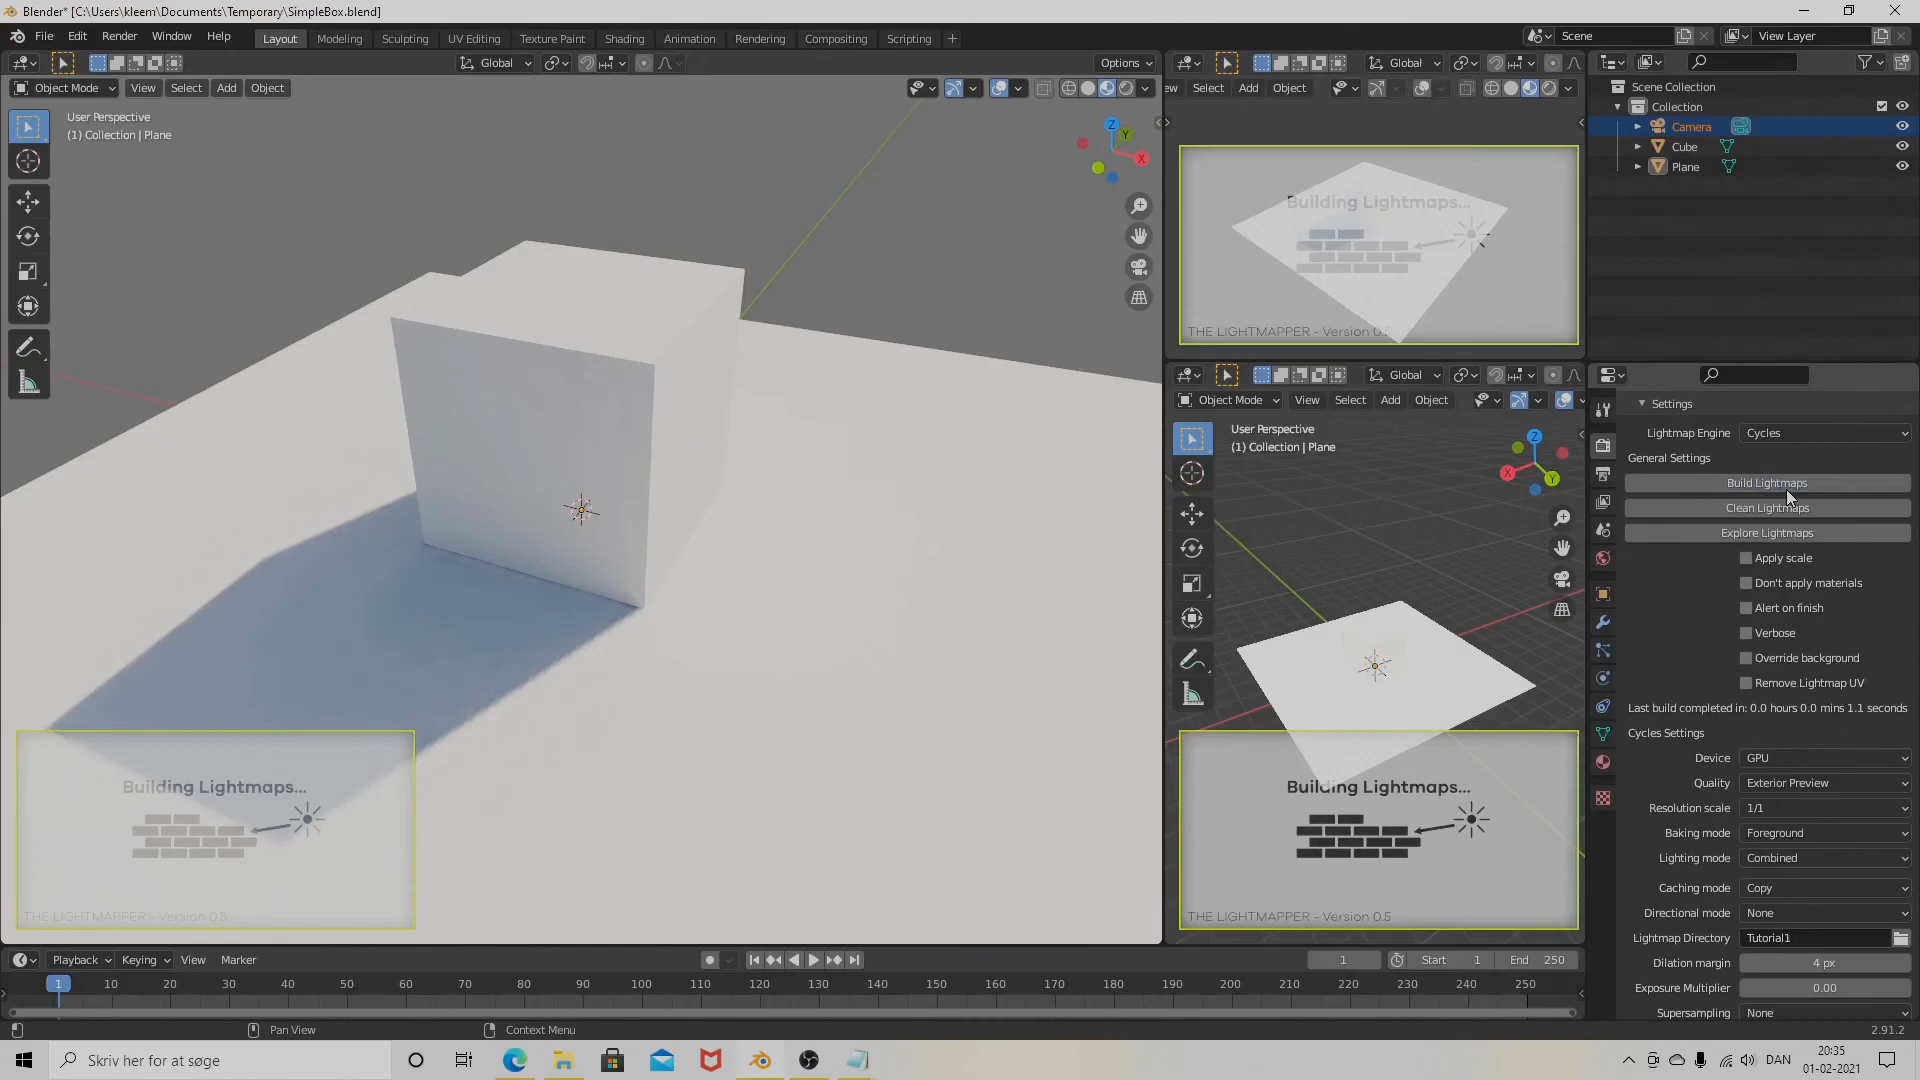 Blender* [C:\Users\kleem\Documents\Temporary\SimpleBox.blend]
File Edit Render Window Help
Layout Modeling Sculpting UV Editing Texture Paint Shading Animation Rendering Compositing Scripting
Scene
View Layer
Global
Options
Object Mode View Select Add Object
User Perspective
(1) Collection | Plane
Z
Y
X
Building Lightmaps...
THE LIGHTMAPPER - Version 0.5
Global
ew Select Add Object
Building Lightmaps...
THE LIGHTMAPPER - Version 0.5
Global
Object Mode View Select Add Object
User Perspective
(1) Collection | Plane
Z
X
Y
Building Lightmaps...
THE LIGHTMAPPER - Version 0.5
Scene Collection
Collection
Camera
Cube
Plane
Settings
Lightmap Engine Cycles
General Settings
Build Lightmaps
Clean Lightmaps
Explore Lightmaps
Apply scale
Don't apply materials
Alert on finish
Verbose
Override background
Remove Lightmap UV
Last build completed in: 0.0 hours 0.0 mins 1.1 seconds
Cycles Settings
Device GPU
Quality Exterior Preview
Resolution scale 1/1
Baking mode Foreground
Lighting mode Combined
Caching mode Copy
Directional mode None
Lightmap Directory Tutorial1
Dilation margin 4 px
Exposure Multiplier 0.00
Supersampling None
Playback Keying View Marker
1 Start 1 End 250
1 10 20 30 40 50 60 70 80 90 100 110 120 130 140 150 160 170 180 190 200 210 220 230 240 250
Pan View
Context Menu
2.91.2
Skriv her for at søge
DAN
20:35
01-02-2021